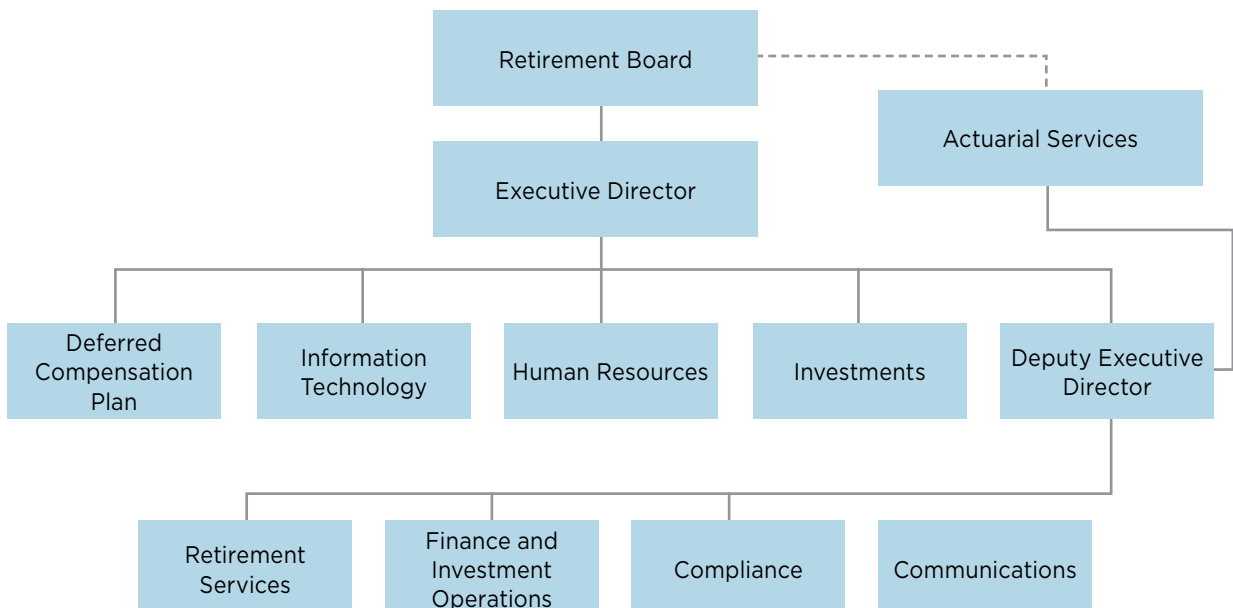 Retirement Board
Actuarial Services
Executive Director
Deferred
Compensation
Plan
Information
Technology
Human Resources
Investments
Deputy Executive
Director
Retirement
Services
Finance and
Investment
Operations
Compliance
Communications